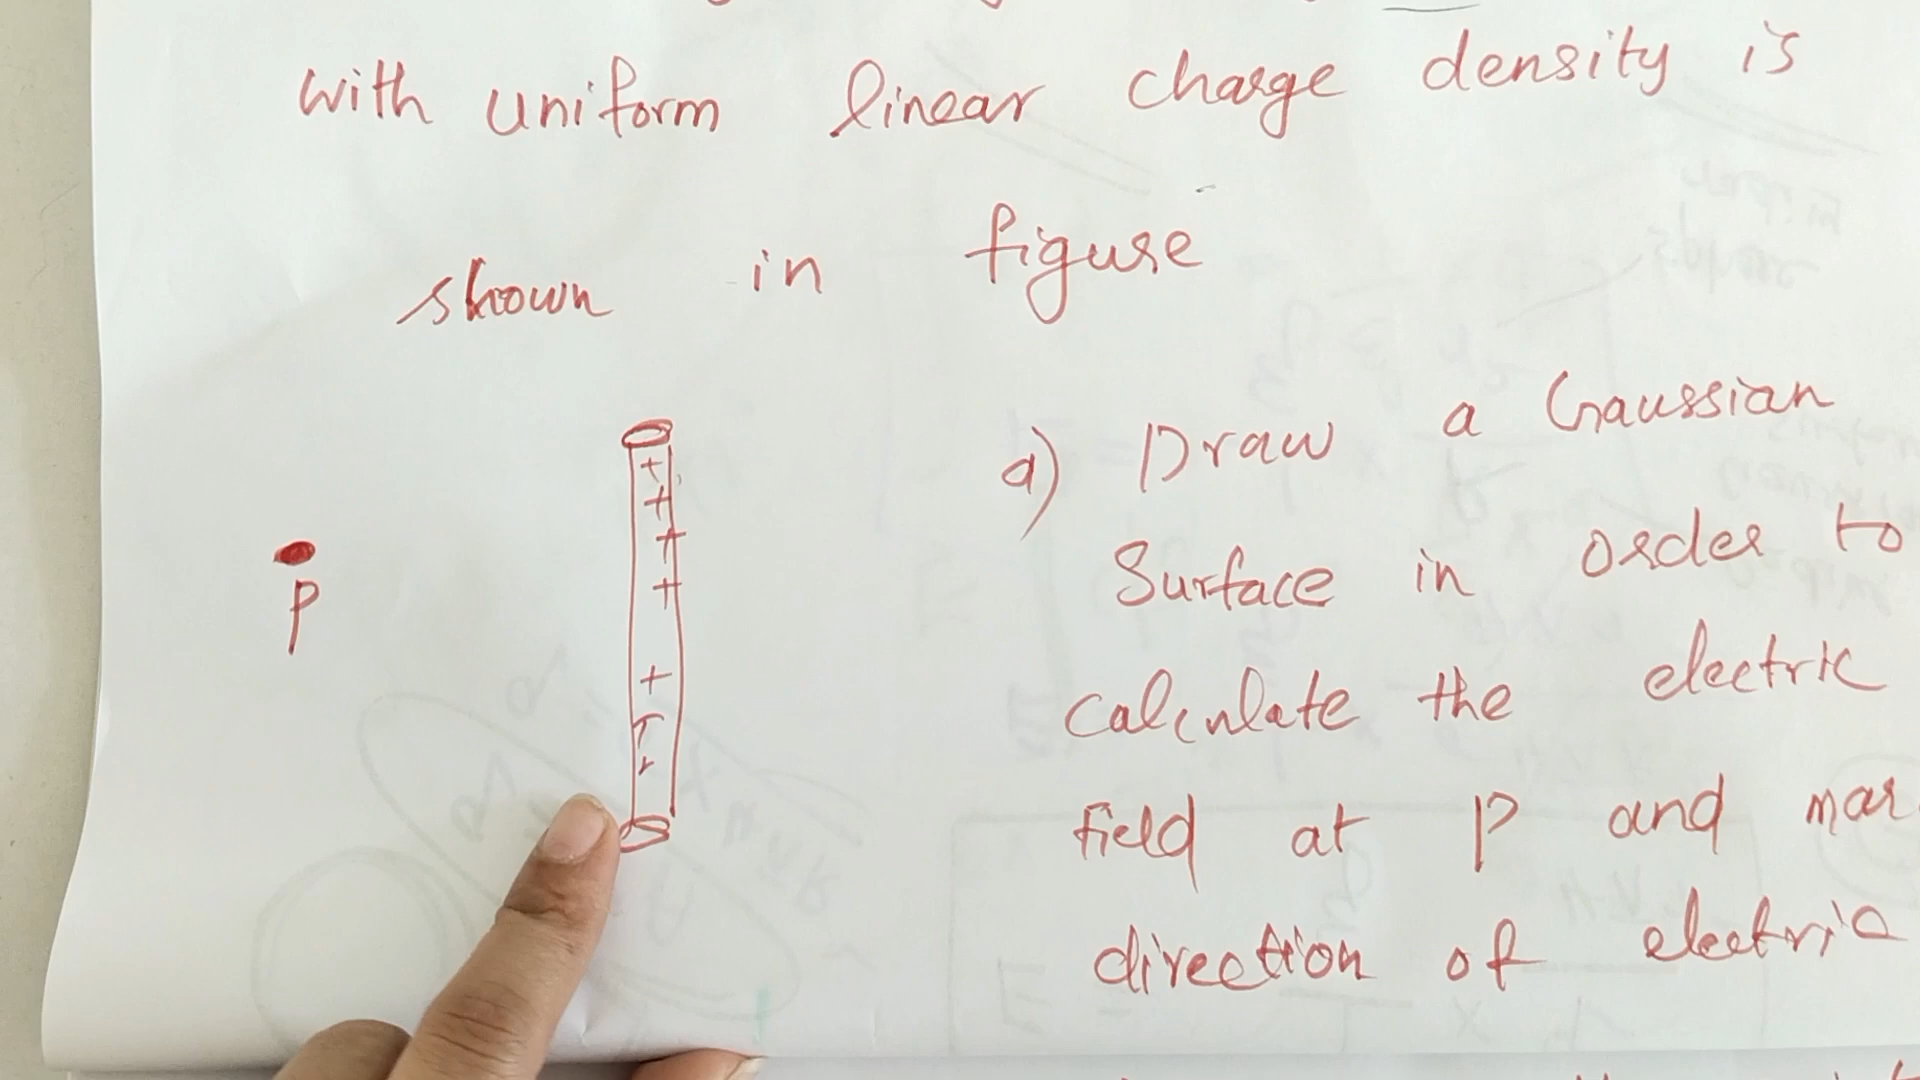 with uniform linear charge density is
shown in figure
a) Draw a Gaussian
Surface in order to
calculate the electric
field at P and mar
direction of electric
P